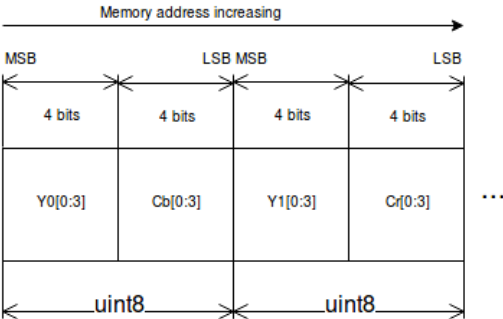 Memory address increasing
MSB LSB MSB LSB
4 bits 4 bits 4 bits 4 bits
Y0[0:3] Cb[0:3] Y1[0:3] Cr[0:3] ...
uint8 uint8